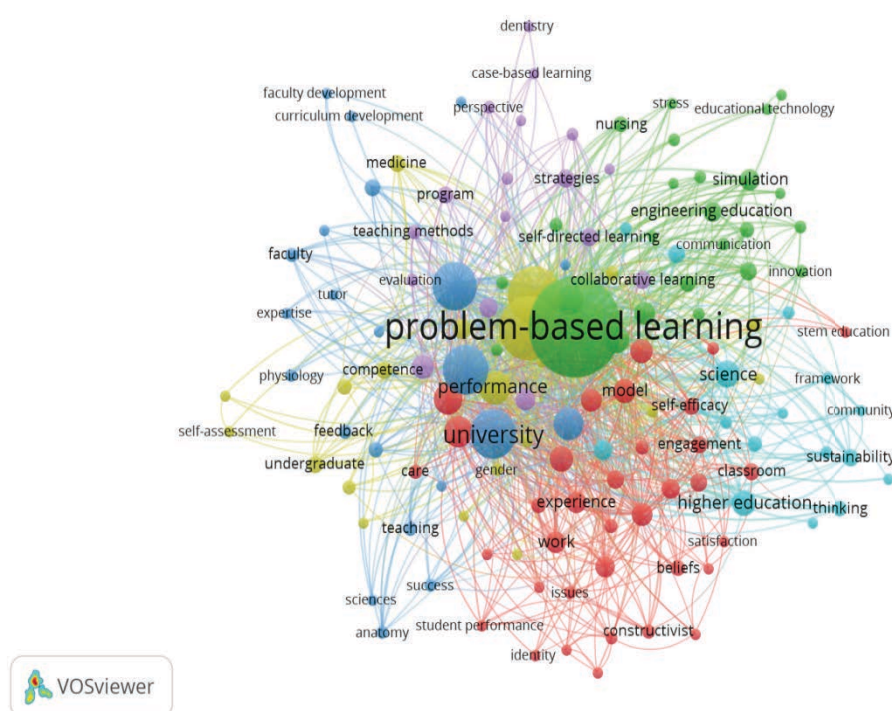 dentistry
case-based learning
faculty development
perspective
stress
educational technology
curriculum development
nursing
medicine
strategies
simulation
program
engineering education
teaching methods
self-directed learning
communication
faculty
evaluation
collaborative learning
innovation
tutor
expertise
problem-based learning
stem education
physiology
competence
performance
model
science
framework
self-efficacy
community
self-assessment
feedback
university
engagement
sustainability
undergraduate
care
gender
classroom
experience
higher education
thinking
teaching
work
satisfaction
beliefs
success
issues
sciences
anatomy
student performance
constructivist
identity
VOSviewer